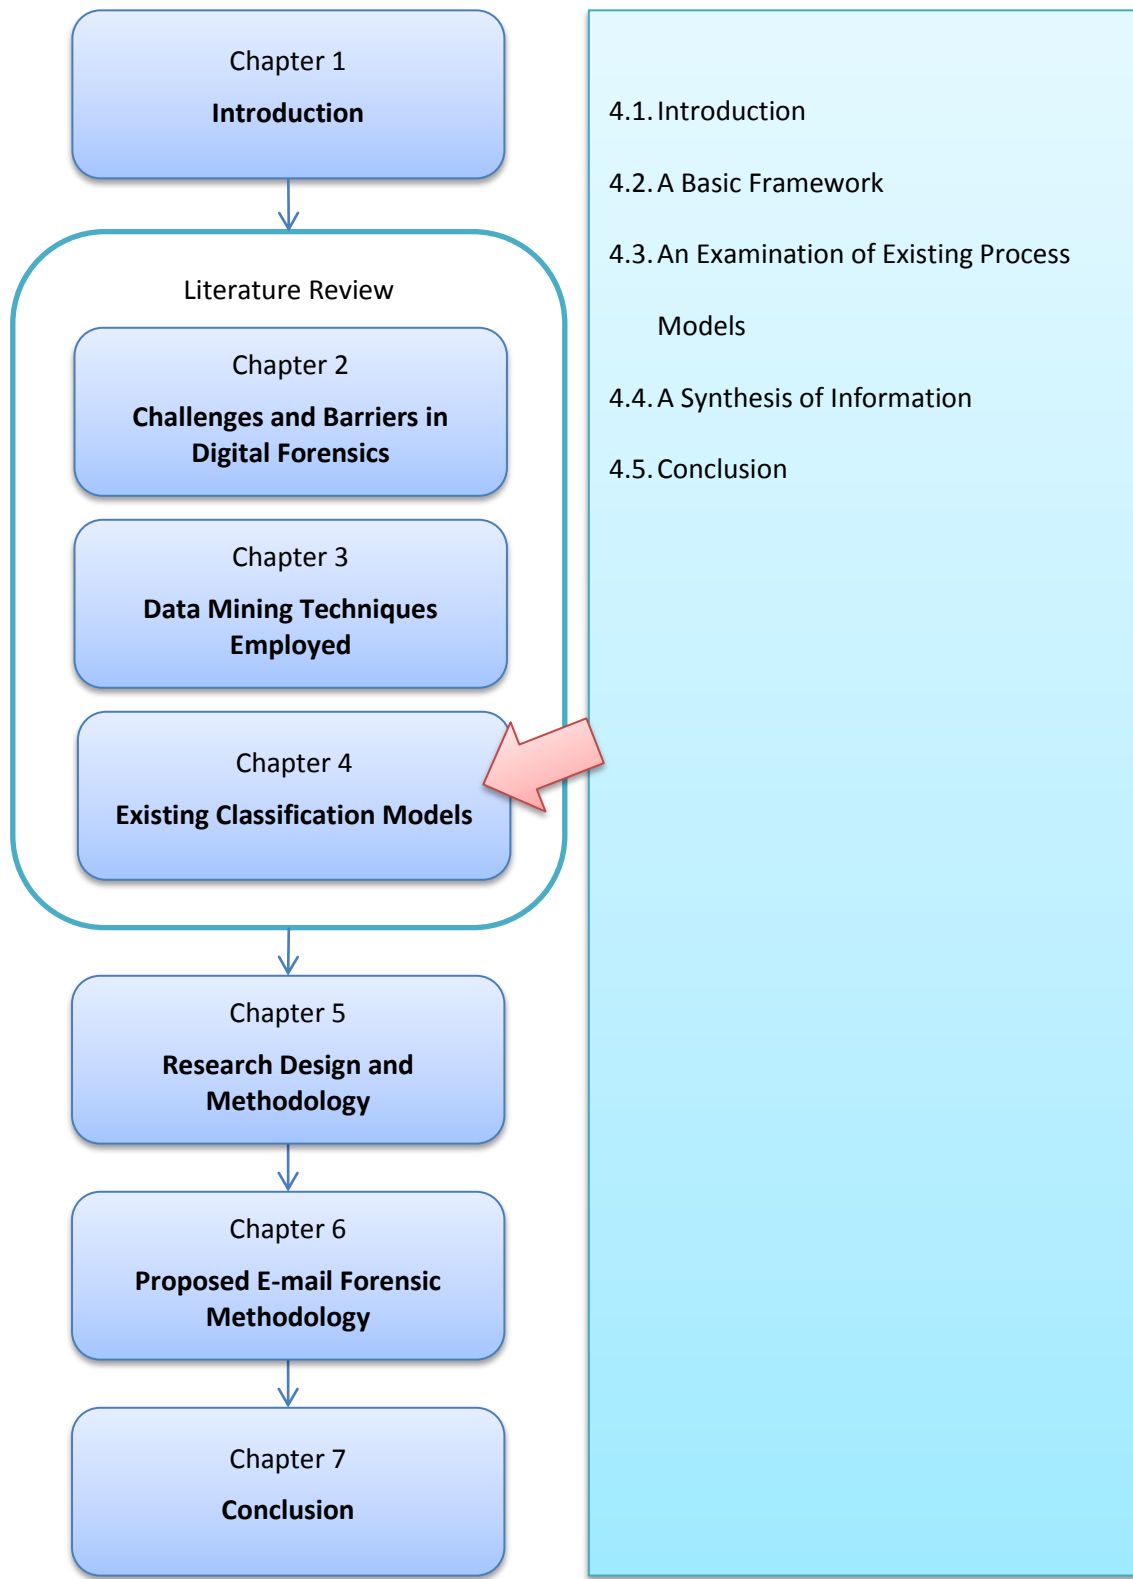 Chapter 1
Introduction
Literature Review
Chapter 2
Challenges and Barriers in
Digital Forensics
Chapter 3
Data Mining Techniques
Employed
Chapter 4
Existing Classification Models
Chapter 5
Research Design and
Methodology
Chapter 6
Proposed E-mail Forensic
Methodology
Chapter 7
Conclusion
4.1. Introduction
4.2. A Basic Framework
4.3. An Examination of Existing Process
Models
4.4. A Synthesis of Information
4.5. Conclusion